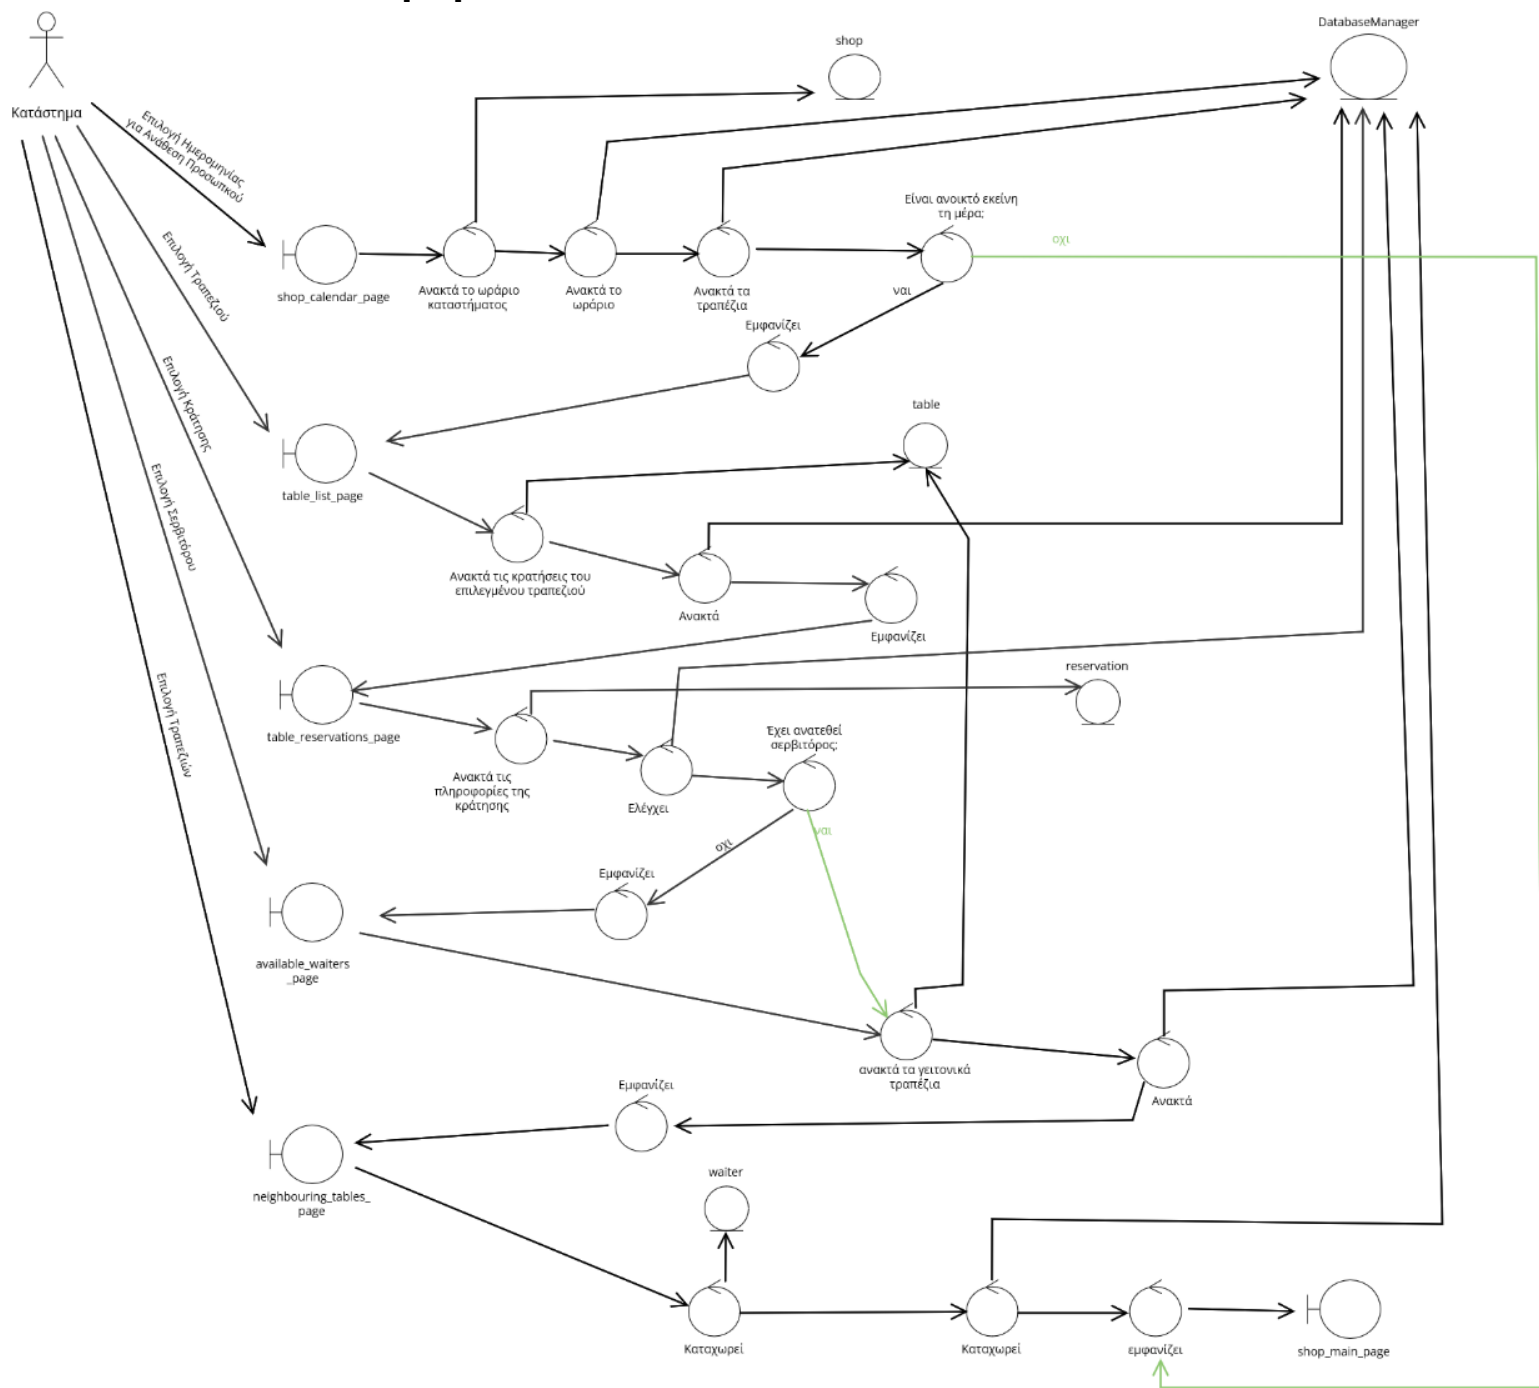 DatabaseManager
shop
Κατάστημα
Επιλογή Ημερομηνίας
για Ανάθεση Προσωπικού
Επιλογή Τραπεζιού
Επιλογή Κράτησης
Επιλογή Σερβιτόρου
Επιλογή Τραπεζιών
Είναι ανοικτό εκείνη
τη μέρα;
οχι
shop_calendar_page
Ανακτά το ωράριο
καταστήματος
Ανακτά το
ωράριο
Ανακτά τα
τραπέζια
ναι
Εμφανίζει
table
table_list_page
Ανακτά τις κρατήσεις του
επιλεγμένου τραπεζιού
Ανακτά
Εμφανίζει
reservation
table_reservations_page
Έχει ανατεθεί
σερβιτόρος;
Ανακτά τις
πληροφορίες της
κράτησης
Ελέγχει
ναι
οχι
Εμφανίζει
available_waiters
_page
ανακτά τα γειτονικά
τραπέζια
Ανακτά
Εμφανίζει
waiter
neighbouring_tables_
page
Καταχωρεί
Καταχωρεί
εμφανίζει
shop_main_page